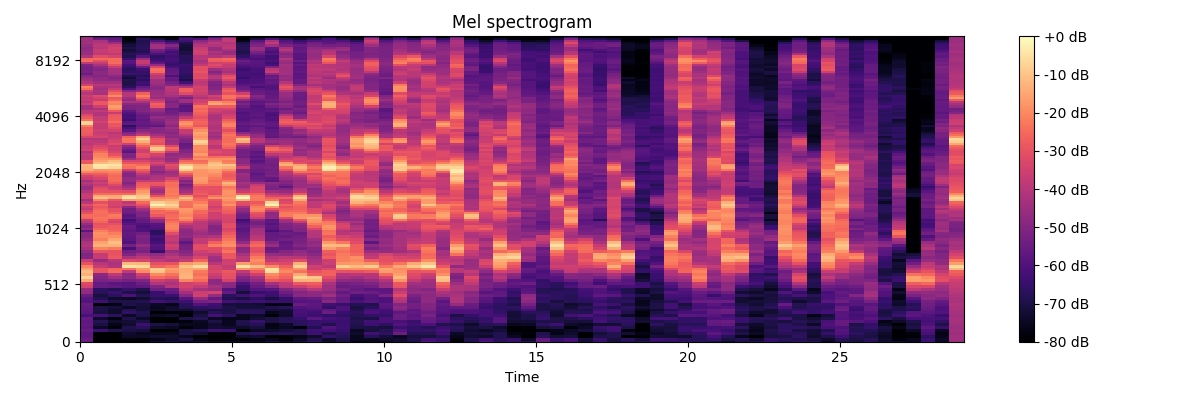 Mel spectrogram
Hz
8192
4096
2048
1024
512
0
0 5 10 15 20 25
Time
+0 dB
-10 dB
-20 dB
-30 dB
-40 dB
-50 dB
-60 dB
-70 dB
-80 dB